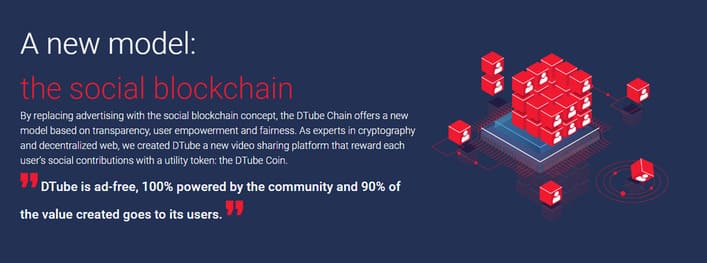 A new model:
the social blockchain
By replacing advertising with the social blockchain concept, the DTube Chain offers a new
model based on transparency, user empowerment and fairness. As experts in cryptography
and decentralized web, we created DTube a new video sharing platform that reward each
user's social contributions with a utility token: the DTube Coin.
" DTube is ad-free, 100% powered by the community and 90% of
the value created goes to its users. "